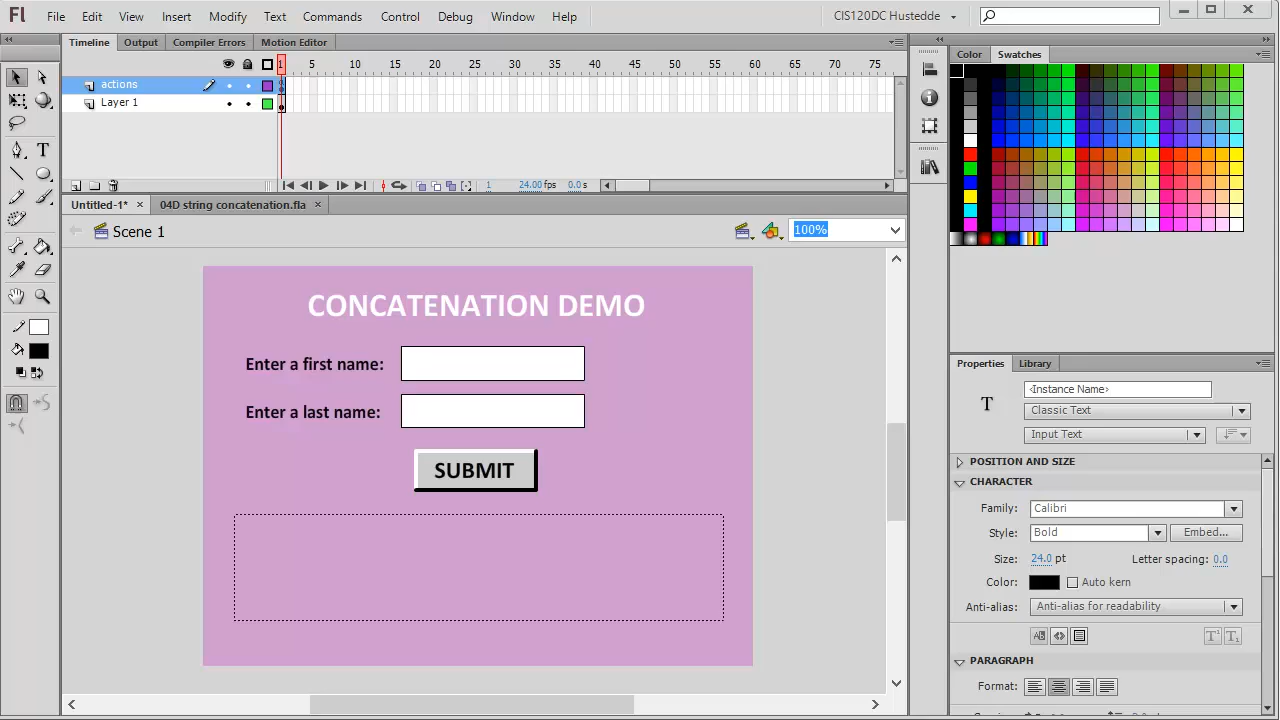 Fl File Edit View Insert Modify Text Commands Control Debug Window Help CIS120DC Hustedde
Timeline Output Compiler Errors Motion Editor
1 5 10 15 20 25 30 35 40 45 50 55 60 65 70 75
actions
Layer 1
1 24.00 fps 0.0 s
Untitled-1* × 04D string concatenation.fla ×
Scene 1 100%
CONCATENATION DEMO
Enter a first name:
Enter a last name:
SUBMIT
Color Swatches
Properties Library
T <Instance Name>
Classic Text
Input Text
POSITION AND SIZE
CHARACTER
Family: Calibri
Style: Bold Embed...
Size: 24.0 pt Letter spacing: 0.0
Color: Auto kern
Anti-alias: Anti-alias for readability
PARAGRAPH
Format: